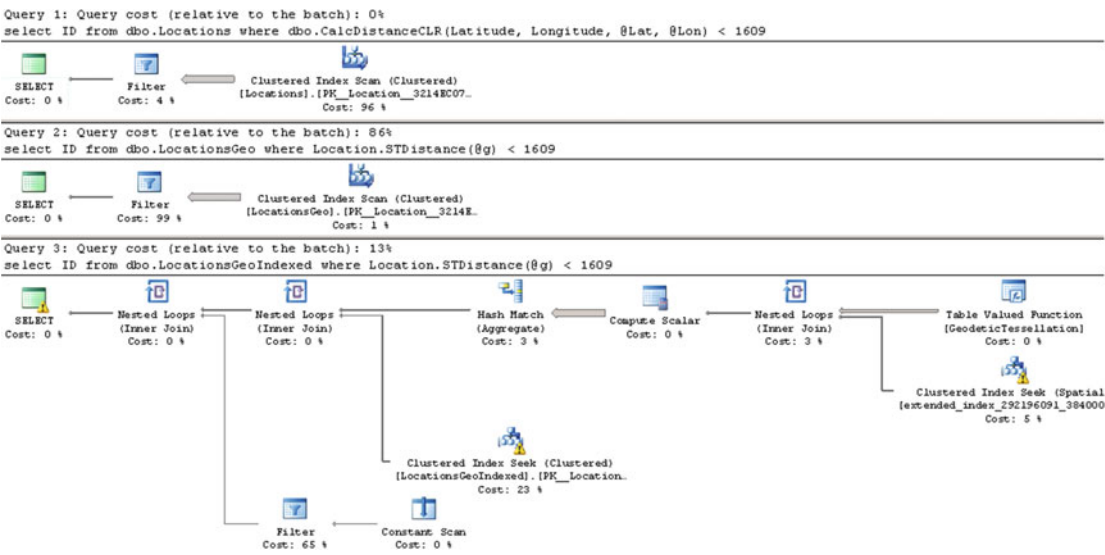 Query 1: Query cost (relative to the batch): 0%
select ID from dbo.Locations where dbo.CalcDistanceCLR(Latitude, Longitude, @Lat, @Lon) < 1609
SELECT
Cost: 0 %
Filter
Cost: 4 %
Clustered Index Scan (Clustered)
[Locations].[PK__Location__3214EC07…
Cost: 96 %
Query 2: Query cost (relative to the batch): 86%
select ID from dbo.LocationsGeo where Location.STDistance(@g) < 1609
SELECT
Cost: 0 %
Filter
Cost: 99 %
Clustered Index Scan (Clustered)
[LocationsGeo].[PK__Location__3214E…
Cost: 1 %
Query 3: Query cost (relative to the batch): 13%
select ID from dbo.LocationsGeoIndexed where Location.STDistance(@g) < 1609
SELECT
Cost: 0 %
Nested Loops
(Inner Join)
Cost: 0 %
Nested Loops
(Inner Join)
Cost: 0 %
Hash Match
(Aggregate)
Cost: 3 %
Compute Scalar
Cost: 0 %
Nested Loops
(Inner Join)
Cost: 3 %
Table Valued Function
[GeodeticTessellation]
Cost: 0 %
Clustered Index Seek (Spatial
[extended_index_292196091_384000
Cost: 5 %
Clustered Index Seek (Clustered)
[LocationsGeoIndexed].[PK__Location…
Cost: 23 %
Filter
Cost: 65 %
Constant Scan
Cost: 0 %